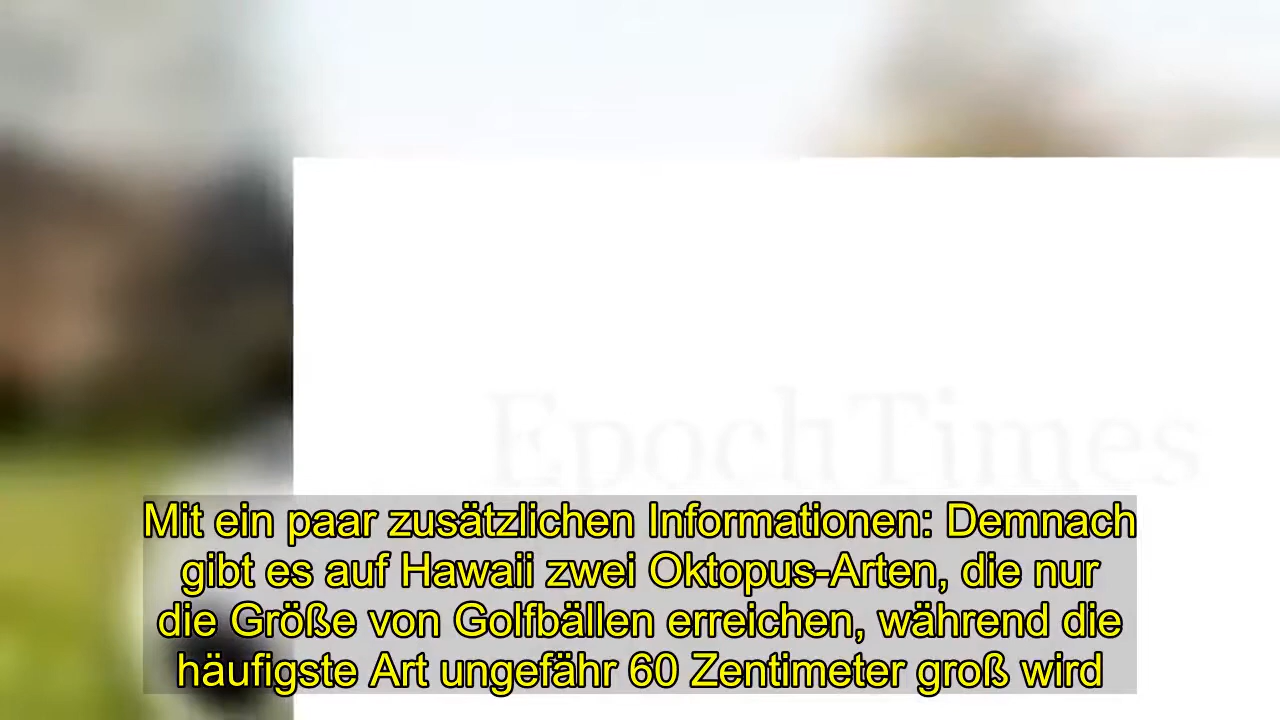 EpochTimes
Mit ein paar zusätzlichen Informationen: Demnach
gibt es auf Hawaii zwei Oktopus-Arten, die nur
die Größe von Golfbällen erreichen, während die
häufigste Art ungefähr 60 Zentimeter groß wird